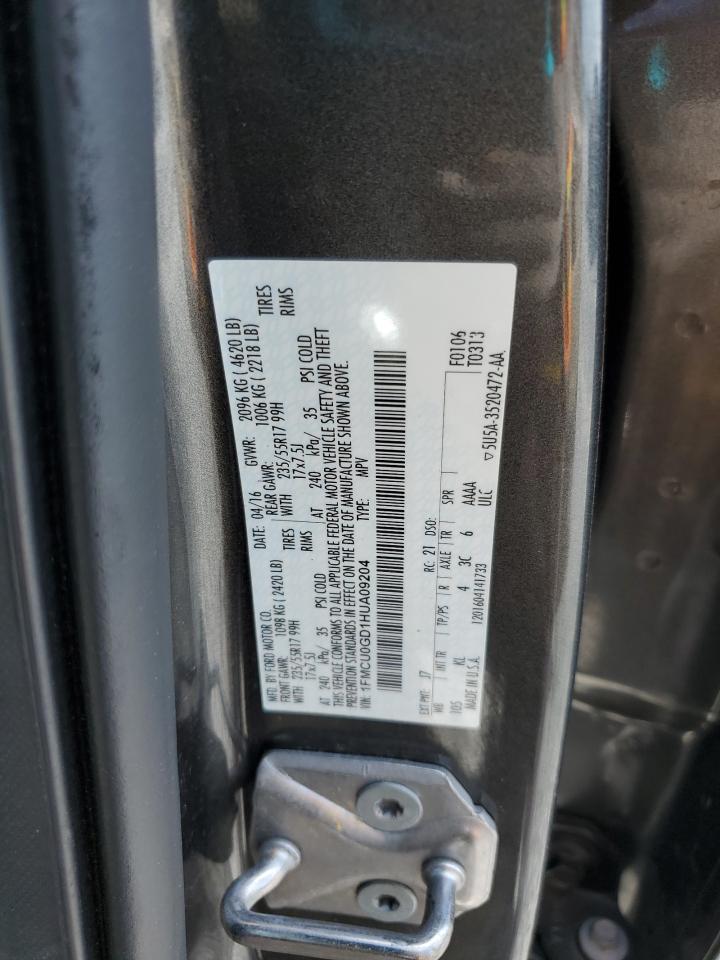 MFD. BY FORD MOTOR CO. DATE: 04/16 GVWR: 2096 KG ( 4620 LB)
FRONT GAWR: 1098 KG ( 2420 LB) REAR GAWR: 1006 KG ( 2218 LB)
WITH 235/55R17 99H TIRES WITH 235/55R17 99H TIRES
17x7.5J RIMS 17x7.5J RIMS
AT 240 kPa/ 35 PSI COLD AT 240 kPa/ 35 PSI COLD
THIS VEHICLE CONFORMS TO ALL APPLICABLE FEDERAL MOTOR VEHICLE SAFETY AND THEFT
PREVENTION STANDARDS IN EFFECT ON THE DATE OF MANUFACTURE SHOWN ABOVE.
VIN: 1FMCU0GD1HUA09204 TYPE: MPV
EXT PNT: J7 RC: 21 DSO: F0106
WB INT TR TP/PS R AXLE TR SPR T0313
105 KL 4 3C 6 AAAA
MADE IN U.S.A. 1201604141733 ULC ▽5U5A-3520472-AA